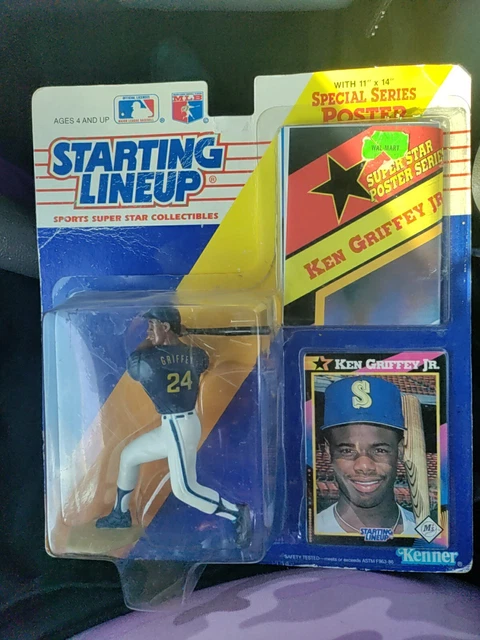 WITH 11" x 14"
SPECIAL SERIES
POSTER
AGES 4 AND UP
MLB
STARTING
LINEUP®
SPORTS SUPER STAR COLLECTIBLES
WAL-MART
SUPER STAR
POSTER SERIES
KEN GRIFFEY JR.
GRIFFEY
24
KEN GRIFFEY JR.
S
STARTING
LINEUP
Kenner